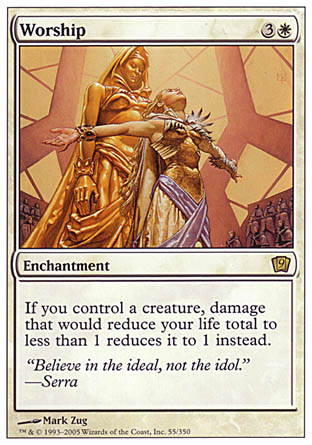 Worship 3
Enchantment 9
If you control a creature, damage
that would reduce your life total to
less than 1 reduces it to 1 instead.
“Believe in the ideal, not the idol.”
—Serra
Mark Zug
™ & © 1993–2005 Wizards of the Coast, Inc. 55/350